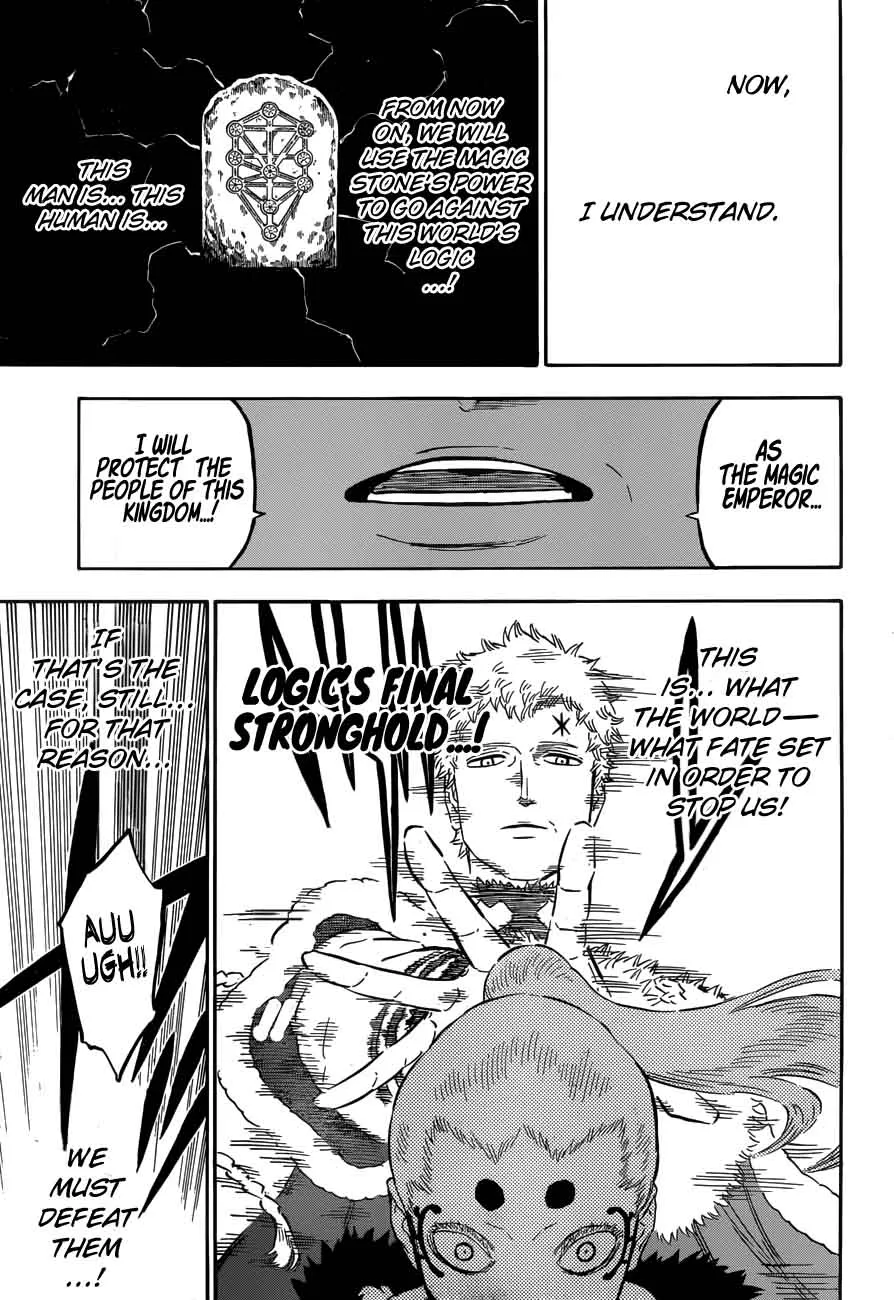 NOW,
I UNDERSTAND.
FROM NOW
ON, WE WILL
USE THE MAGIC
STONE'S POWER
TO GO AGAINST
THIS WORLD'S
LOGIC
....!
THIS
MAN IS... THIS
HUMAN IS...
AS
THE MAGIC
EMPEROR...
I WILL
PROTECT THE
PEOPLE OF THIS
KINGDOM...!
THIS
IS... WHAT
THE WORLD—
WHAT FATE SET
IN ORDER TO
STOP US!
LOGIC'S FINAL
STRONGHOLD....!
IF
THAT'S THE
CASE, STILL...
FOR THAT
REASON...
AUU
UGH!!
WE
MUST
DEFEAT
THEM
...!